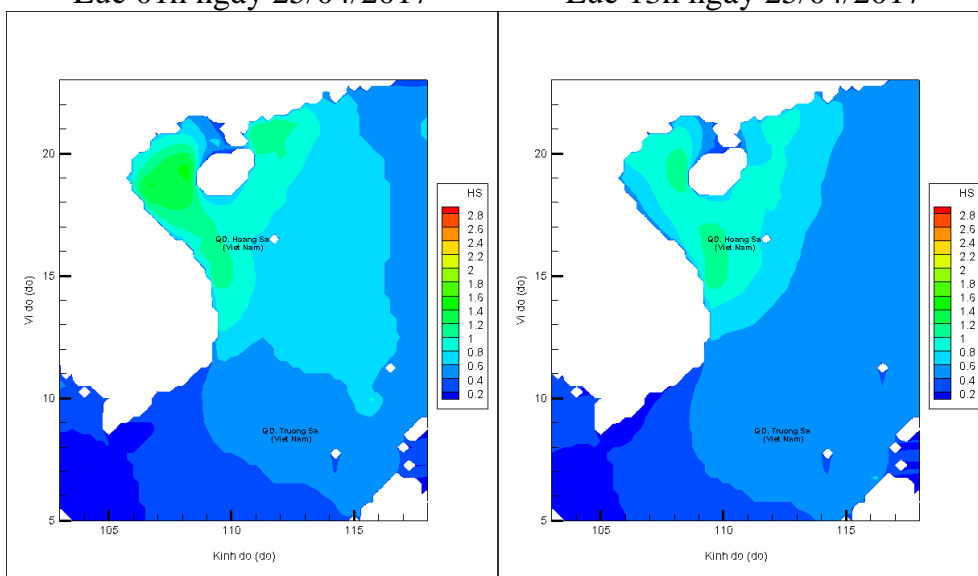 Lúc 01h ngày 25/04/2017
Lúc 13h ngày 25/04/2017
20
15
10
5
105
110
115
Vi do (do)
Kinh do (do)
QD. Hoang Sa
(Viet Nam)
QD. Truong Sa
(Viet Nam)
HS
2.8
2.6
2.4
2.2
2
1.8
1.6
1.4
1.2
1
0.8
0.6
0.4
0.2
20
15
10
5
105
110
115
Vi do (do)
Kinh do (do)
QD. Hoang Sa
(Viet Nam)
QD. Truong Sa
(Viet Nam)
HS
2.8
2.6
2.4
2.2
2
1.8
1.6
1.4
1.2
1
0.8
0.6
0.4
0.2